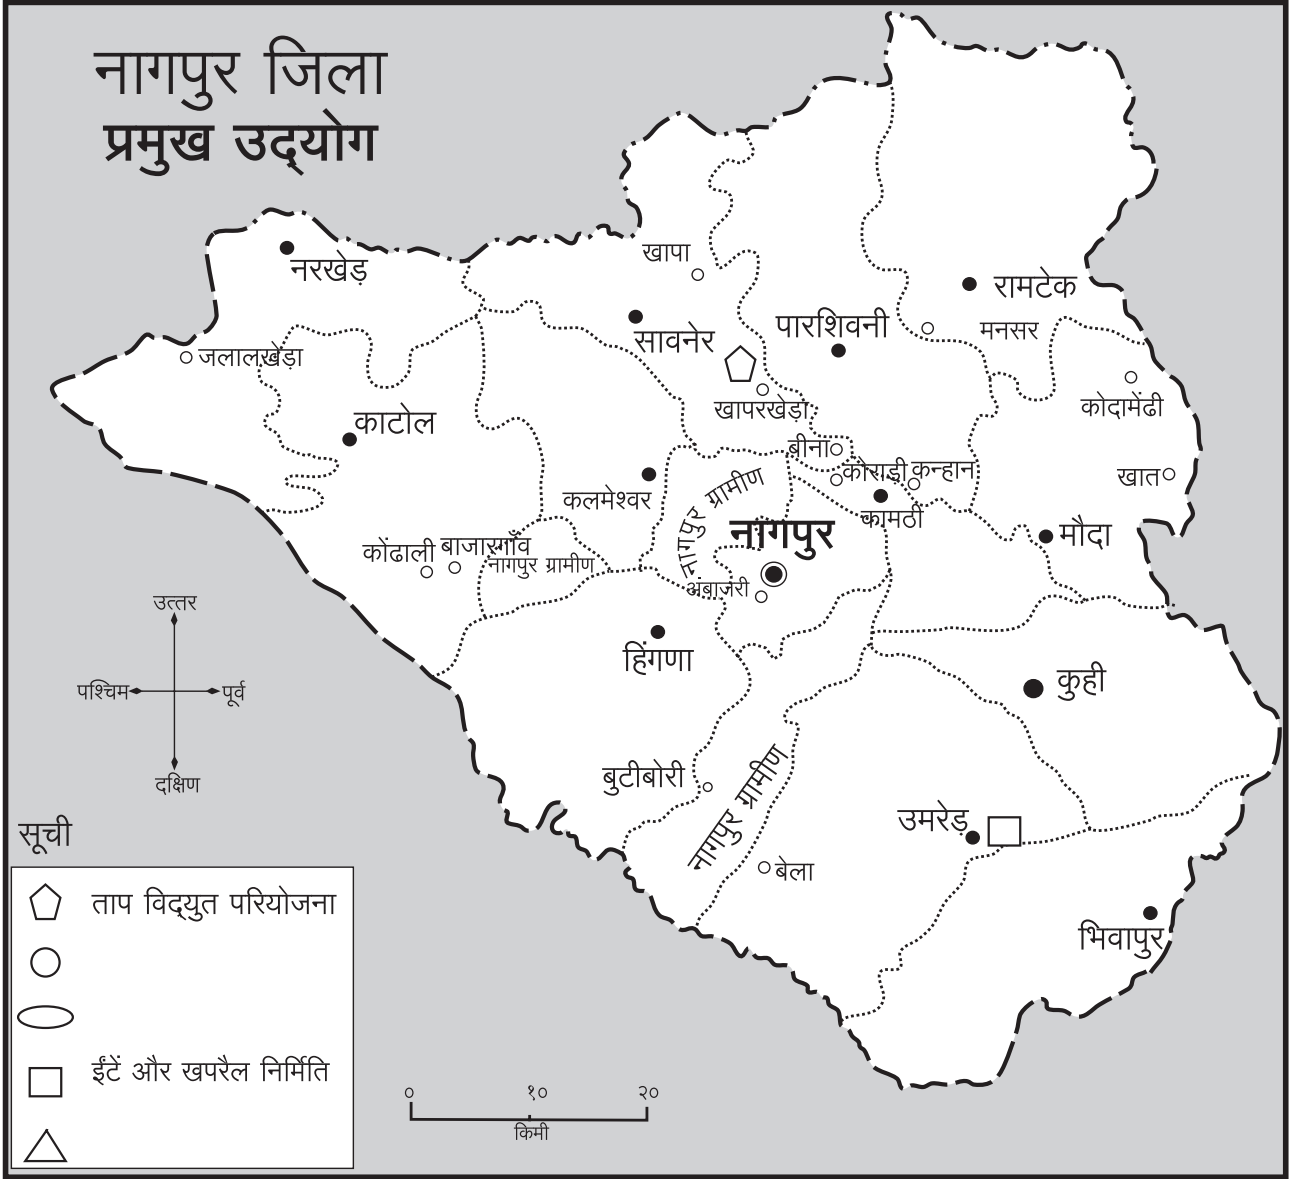 नागपुर जिला
प्रमुख उद्‌योग
नरखेड़
खापा
रामटेक
सावनेर
पारशिवनी
मनसर
जलालखेंडा
खापरखेड़ा
कोदामेंढी
काटोल
बीना
कोराड़ी
कन्हान
खात
कलमेश्वर
नागपुर ग्रामीण
कामठी
नागपुर
मौदा
कोंढाली
बाजारगाँव
नागपुर ग्रामीण
अंबाजरी
उत्तर
पश्चिम
पूर्व
दक्षिण
हिंगणा
कुही
बुटीबोरी
नागपुर ग्रामीण
उमरेड़
बेला
भिवापुर
सूची
ताप विद्‌युत परियोजना
ईंटें और खपरैल निर्मिति
० १० २०
किमी